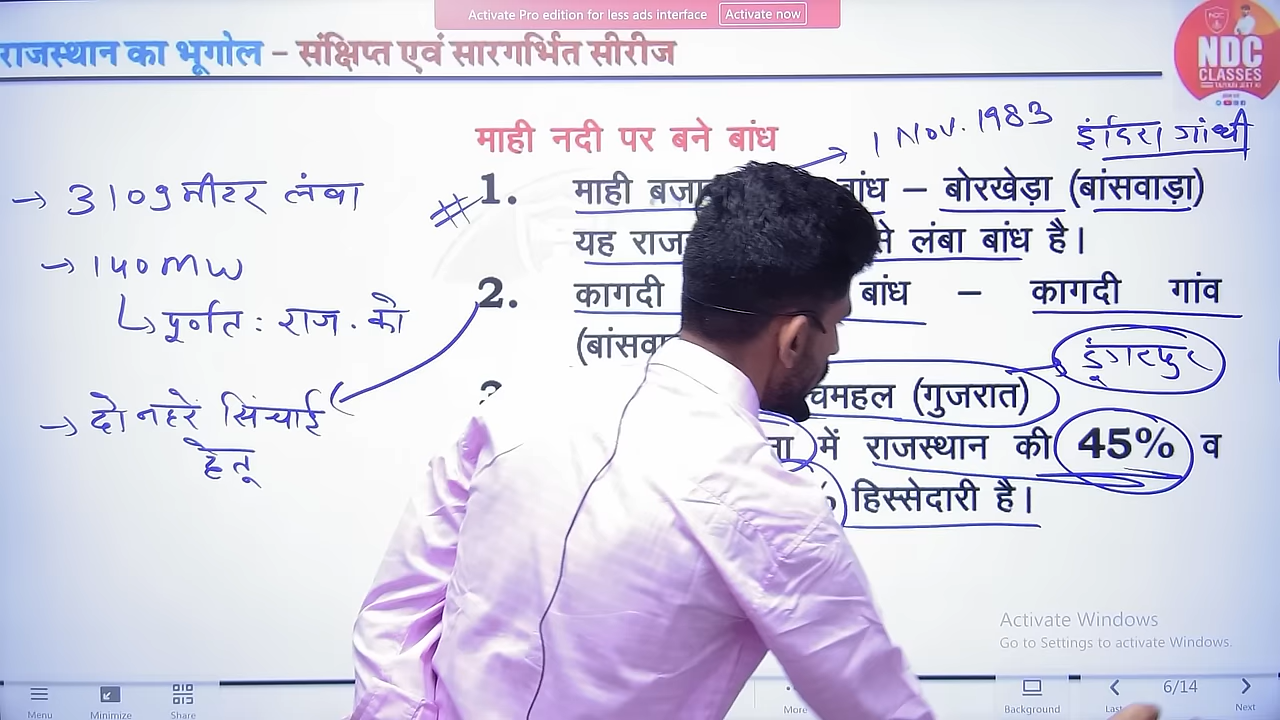 Activate Pro edition for less ads interface Activate now
राजस्थान का भूगोल – संक्षिप्त एवं सारगर्भित सीरीज
NDC
CLASSES
माही नदी पर बने बांध
1 Nov. 1983
इंदिरा गांधी
1. माही बजा बांध – बोरखेड़ा (बांसवाड़ा)
यह राज से लंबा बांध है।
2. कागदी बांध – कागदी गांव
(बांसवा
डूंगरपुर
चमहल (गुजरात)
में राजस्थान की 45% व
हिस्सेदारी है।
→ 3109 मीटर लंबा
→ 140 MW
पूर्णत: राज. को
→ दो नहरें सिंचाई
हेतू
Activate Windows
Go to Settings to activate Windows.
Menu Minimize Share More Background Last 6/14 Next